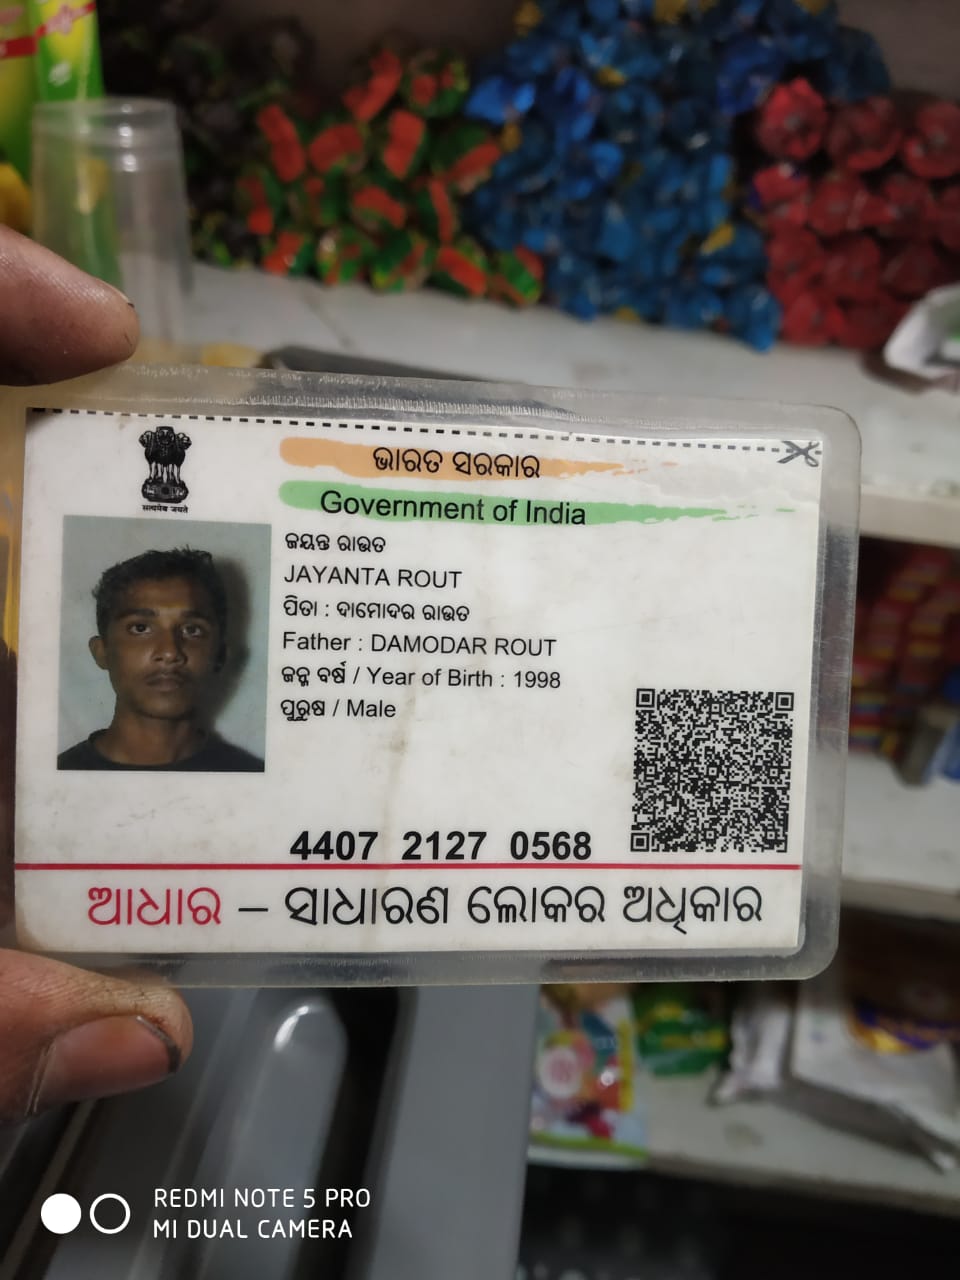 ଭାରତ ସରକାର
Government of India
सत्यमेव जयते
ଜୟନ୍ତ ରାଉତ
JAYANTA ROUT
ପିତା : ଦାମୋଦର ରାଉତ
Father : DAMODAR ROUT
ଜନ୍ମ ବର୍ଷ / Year of Birth : 1998
ପୁରୁଷ / Male
4407 2127 0568
ଆଧାର – ସାଧାରଣ ଲୋକର ଅଧିକାର
REDMI NOTE 5 PRO
MI DUAL CAMERA